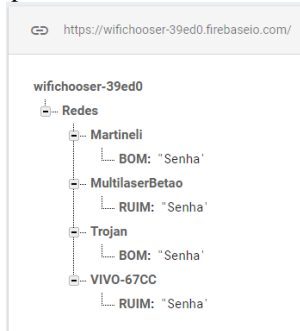 https://wifichooser-39ed0.firebaseio.com/
wifichooser-39ed0
Redes
Martineli
BOM: "Senha'
MultilaserBetao
RUIM: "Senha'
Trojan
BOM: "Senha'
VIVO-67CC
RUIM: "Senha'